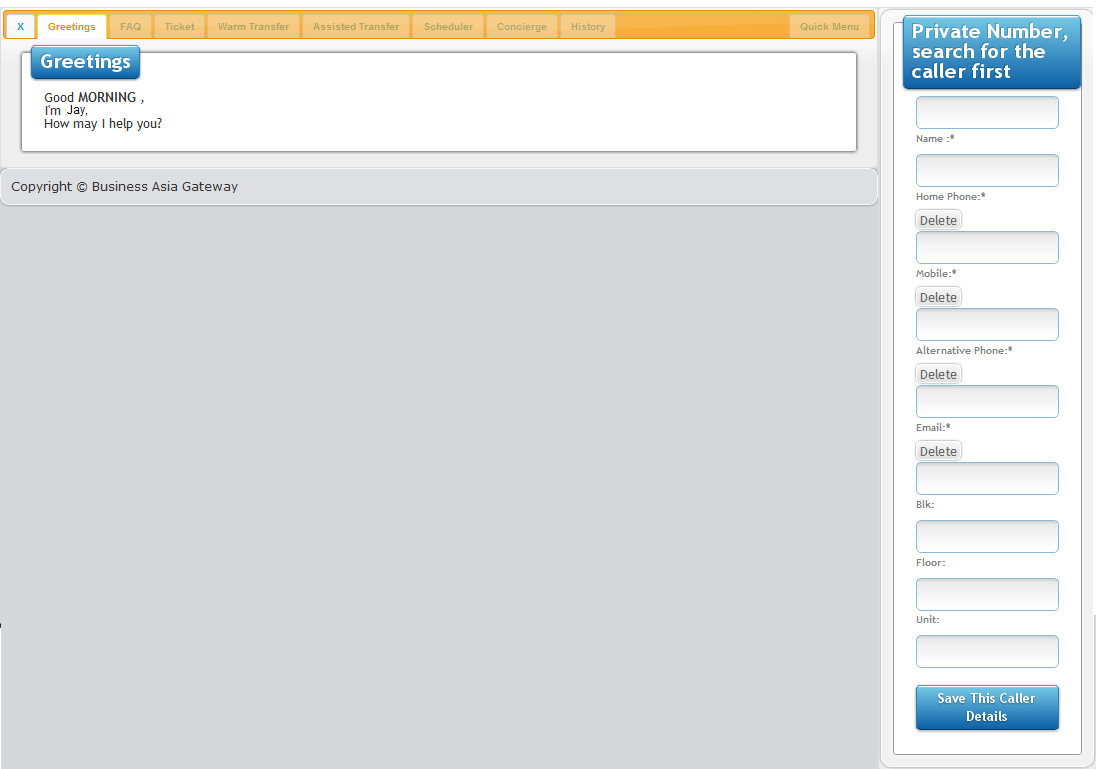 X Greetings FAQ Ticket Warm Transfer Assisted Transfer Scheduler Concierge History Quick Menu
Greetings
Good MORNING ,
I'm Jay,
How may I help you?
Copyright © Business Asia Gateway
Private Number,
search for the
caller first
Name :*
Home Phone:*
Delete
Mobile:*
Delete
Alternative Phone:*
Delete
Email:*
Delete
Blk:
Floor:
Unit:
Save This Caller
Details